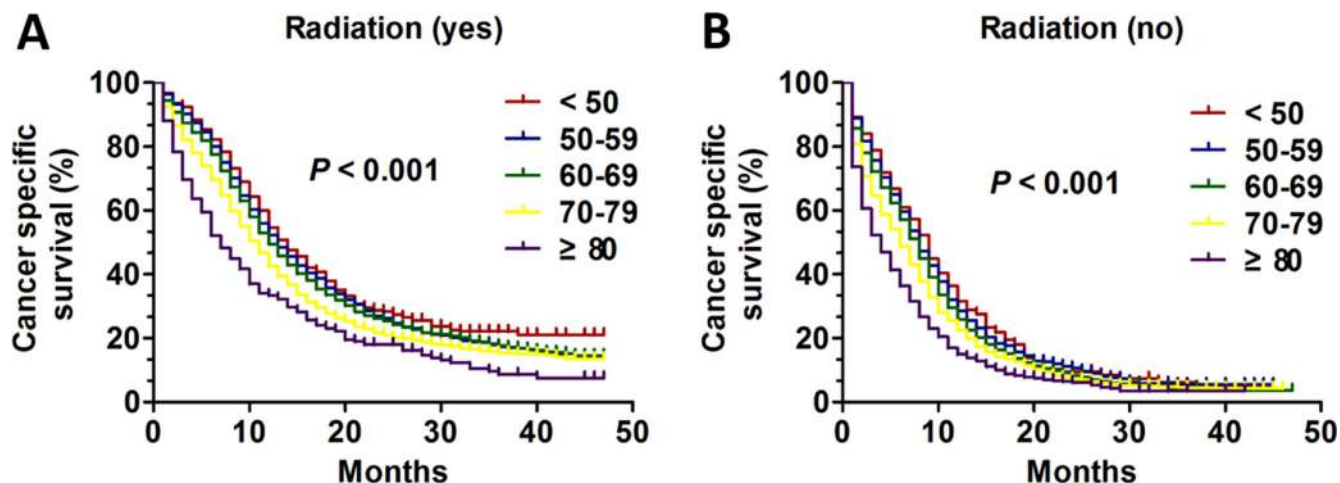 A
Radiation (yes)
Cancer specific
survival (%)
100
80
60
40
20
0
0 10 20 30 40 50
Months
P < 0.001
< 50
50-59
60-69
70-79
≥ 80
B
Radiation (no)
Cancer specific
survival (%)
100
80
60
40
20
0
0 10 20 30 40 50
Months
P < 0.001
< 50
50-59
60-69
70-79
≥ 80